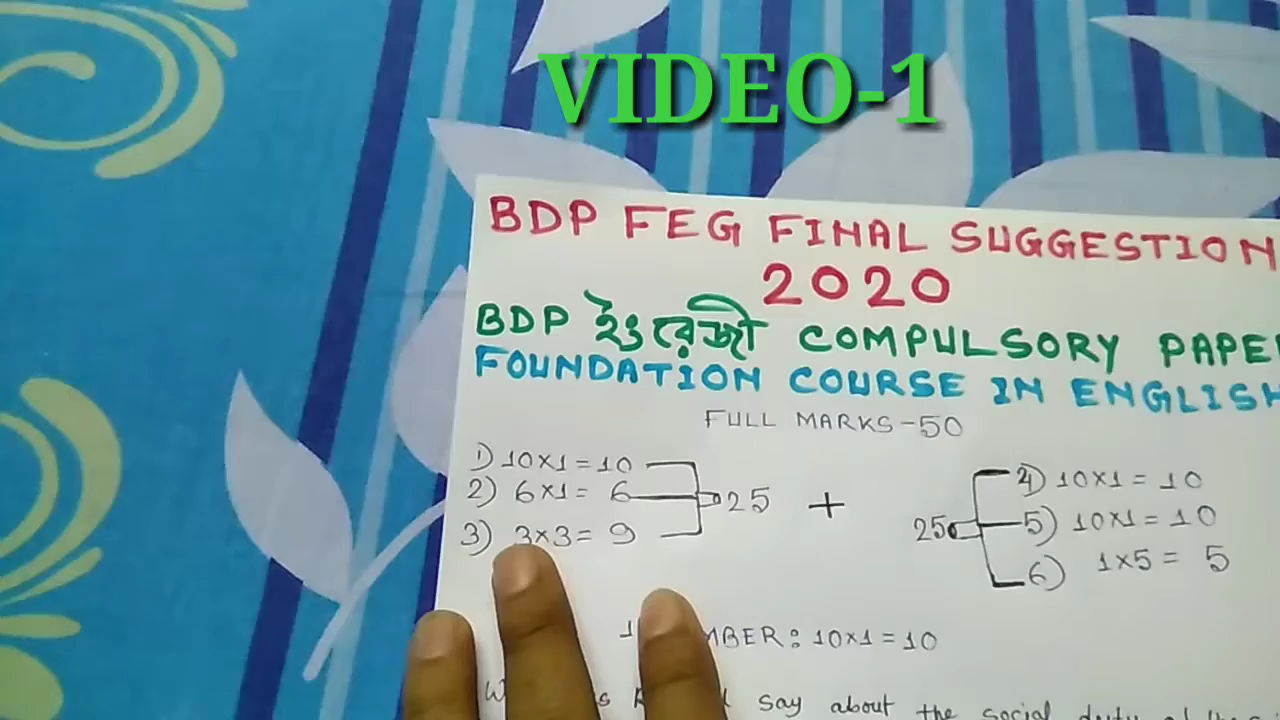 VIDEO-1
BDP FEG FINAL SUGGESTION
2020
BDP ইংরেজী COMPULSORY PAPE
FOUNDATION COURSE IN ENGLISH
FULL MARKS-50
1) 10×1=10
2) 6×1= 6
3) 3×3= 9
25 + 25
4) 10×1= 10
5) 10×1= 10
6) 1×5= 5
MBER: 10×1=10
say about the social duty